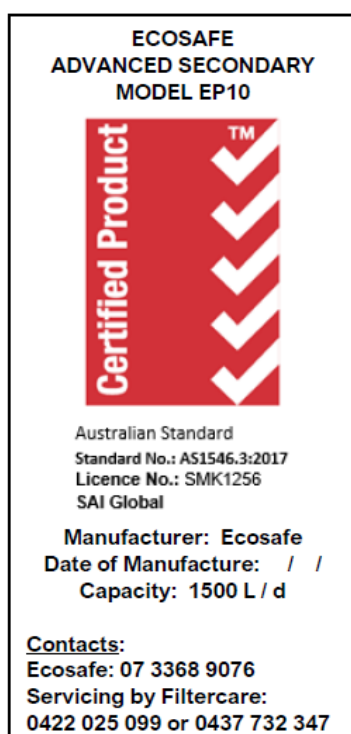 ECOSAFE
ADVANCED SECONDARY
MODEL EP10
TM
Certified Product
Australian Standard
Standard No.: AS1546.3:2017
Licence No.: SMK1256
SAI Global
Manufacturer: Ecosafe
Date of Manufacture: / /
Capacity: 1500 L / d
Contacts:
Ecosafe: 07 3368 9076
Servicing by Filtercare:
0422 025 099 or 0437 732 347